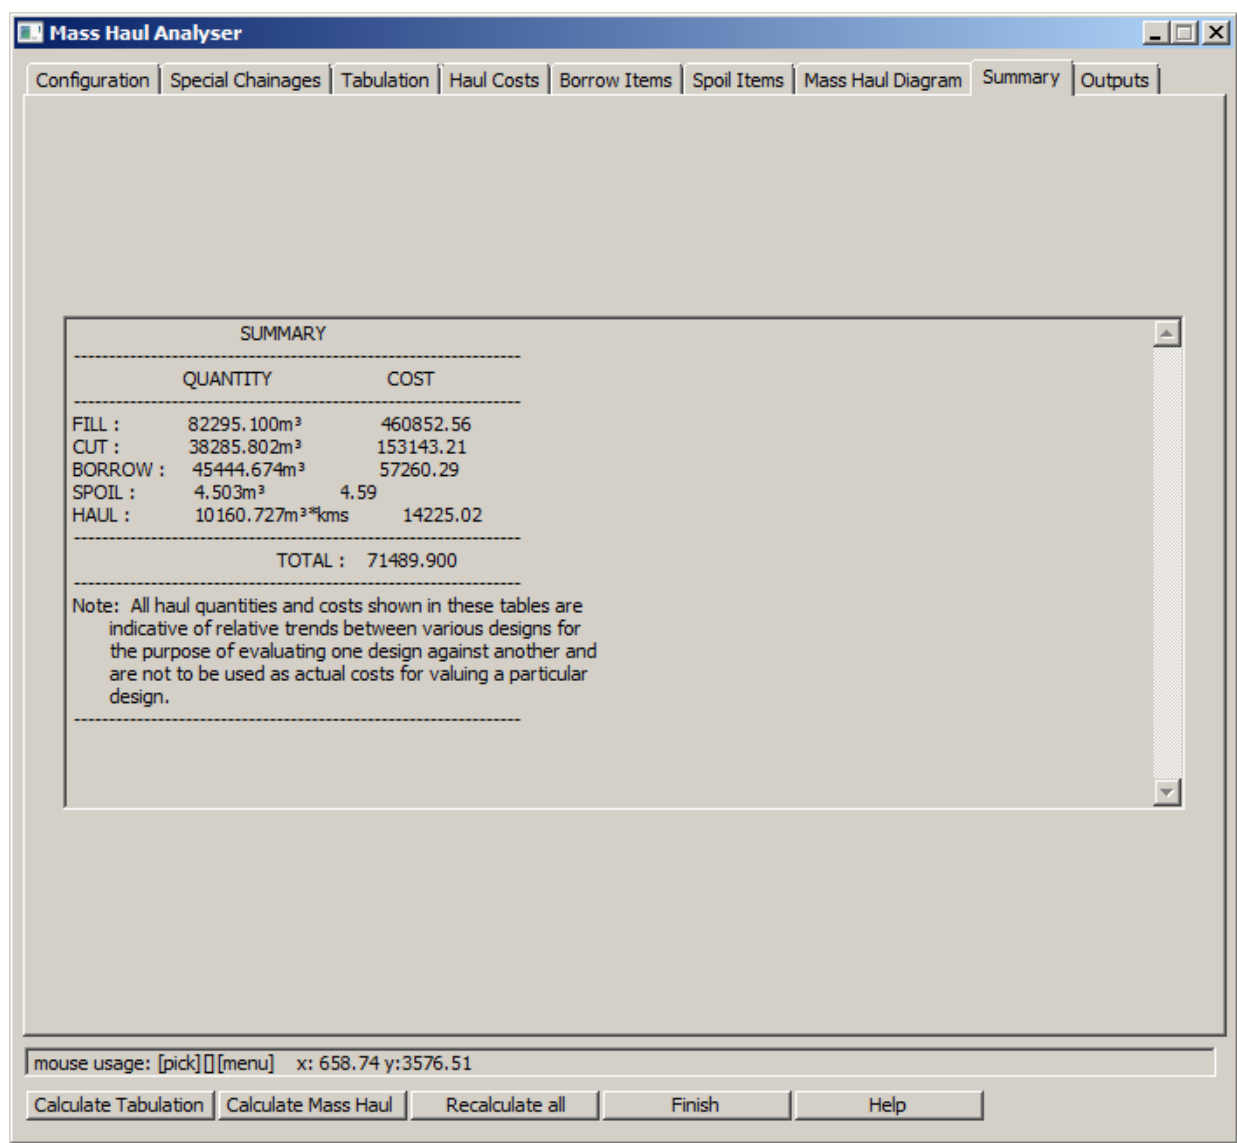 Mass Haul Analyser
Configuration Special Chainages Tabulation Haul Costs Borrow Items Spoil Items Mass Haul Diagram Summary Outputs
SUMMARY
----------------------------------------------------------------
QUANTITY COST
----------------------------------------------------------------
FILL : 82295.100m³ 460852.56
CUT : 38285.802m³ 153143.21
BORROW : 45444.674m³ 57260.29
SPOIL : 4.503m³ 4.59
HAUL : 10160.727m³*kms 14225.02
----------------------------------------------------------------
TOTAL : 71489.900
----------------------------------------------------------------
Note: All haul quantities and costs shown in these tables are
indicative of relative trends between various designs for
the purpose of evaluating one design against another and
are not to be used as actual costs for valuing a particular
design.
----------------------------------------------------------------
mouse usage: [pick][][menu] x: 658.74 y:3576.51
Calculate Tabulation Calculate Mass Haul Recalculate all Finish Help